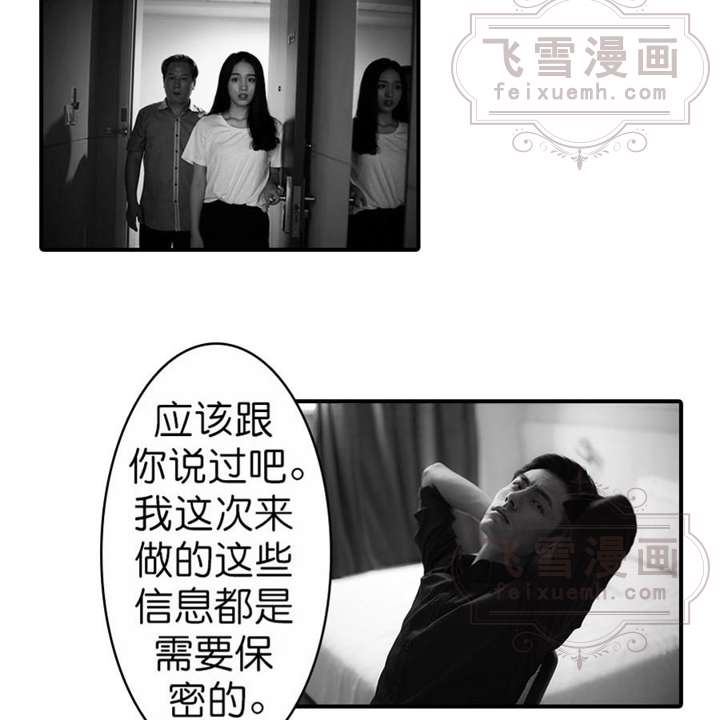 飞雪漫画
feixuemh.com
应该跟
你说过吧。
我这次来
做的这些
信息都是
需要保
密的。
飞雪漫画
feixuemh.com